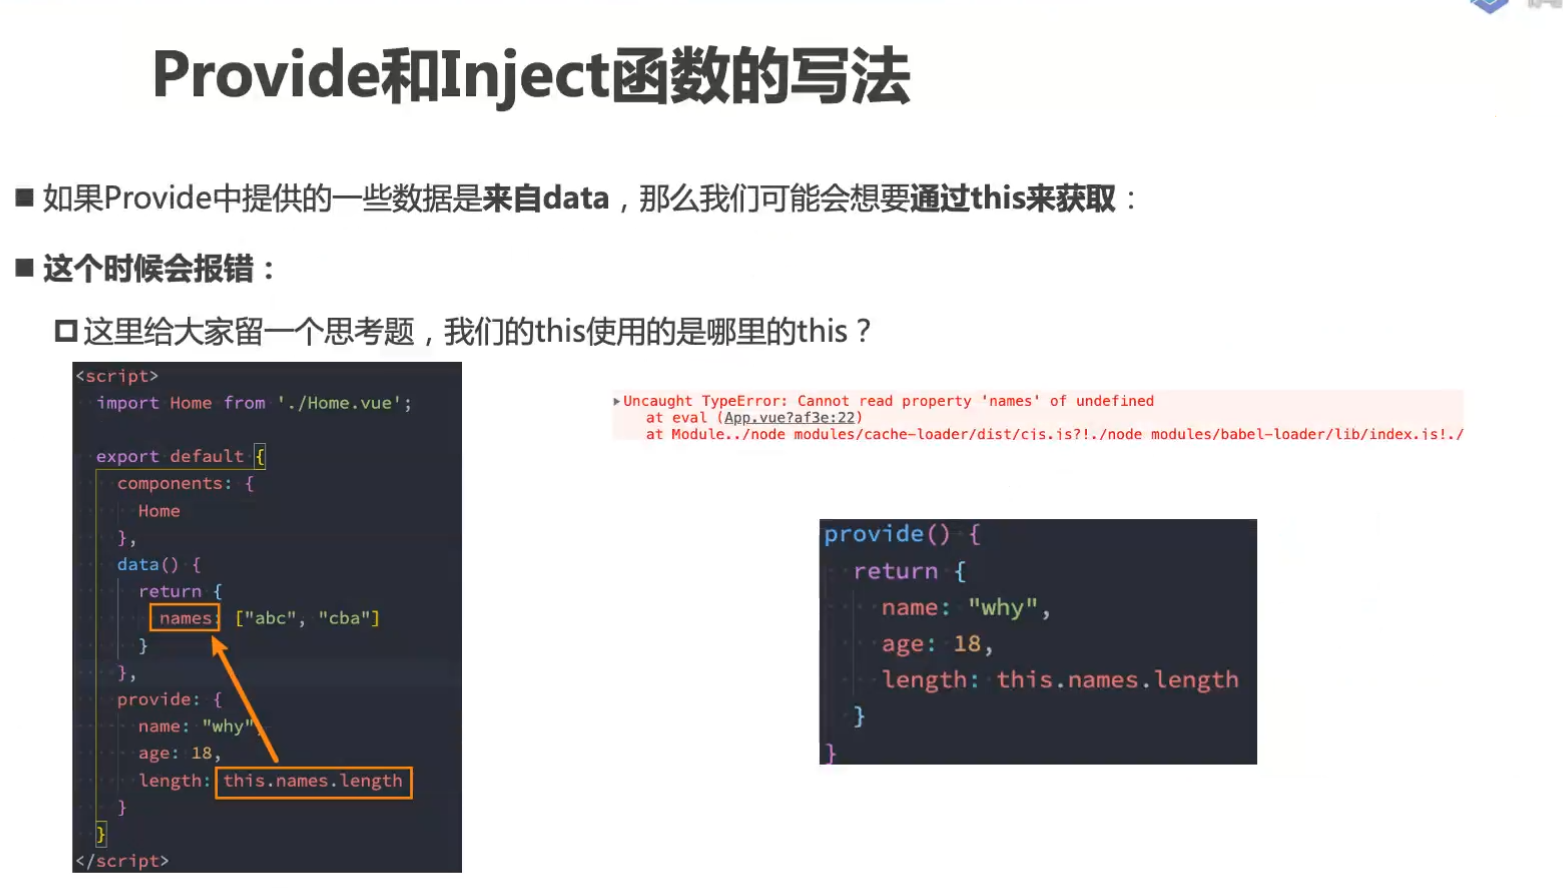 Provide和Inject函数的写法
如果Provide中提供的一些数据是来自data，那么我们可能会想要通过this来获取：
这个时候会报错：
这里给大家留一个思考题，我们的this使用的是哪里的this？
<script>
import Home from './Home.vue';
export default {
components: {
Home
},
data() {
return {
names: ["abc", "cba"]
}
},
provide: {
name: "why",
age: 18,
length: this.names.length
}
}
</script>
Uncaught TypeError: Cannot read property 'names' of undefined
at eval (App.vue?af3e:22)
at Module../node_modules/cache-loader/dist/cjs.js?!./node_modules/babel-loader/lib/index.js!./
provide() {
return {
name: "why",
age: 18,
length: this.names.length
}
}